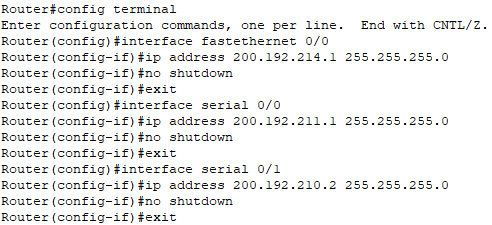 Router#config terminal
Enter configuration commands, one per line.  End with CNTL/Z.
Router(config)#interface fastethernet 0/0
Router(config-if)#ip address 200.192.214.1 255.255.255.0
Router(config-if)#no shutdown
Router(config-if)#exit
Router(config)#interface serial 0/0
Router(config-if)#ip address 200.192.211.1 255.255.255.0
Router(config-if)#no shutdown
Router(config-if)#exit
Router(config)#interface serial 0/1
Router(config-if)#ip address 200.192.210.2 255.255.255.0
Router(config-if)#no shutdown
Router(config-if)#exit